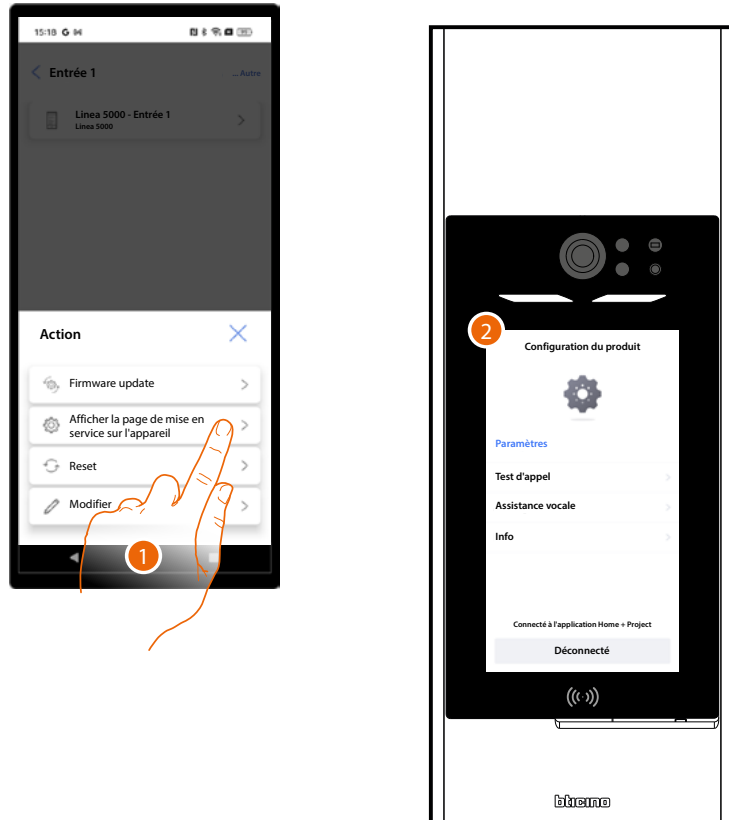 15:18
Entrée 1
... Autre
Linea 5000 - Entrée 1
Linea 5000
Action
Firmware update
Afficher la page de mise en
service sur l'appareil
Reset
Modifier
1
2
Configuration du produit
Paramètres
Test d'appel
Assistance vocale
Info
Connecté à l'application Home + Project
Déconnecté
bticino